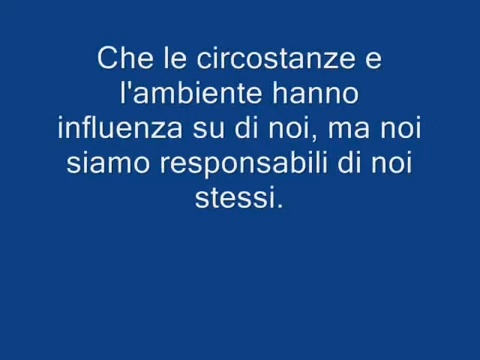 Che le circostanze e
l'ambiente hanno
influenza su di noi, ma noi
siamo responsabili di noi
stessi.